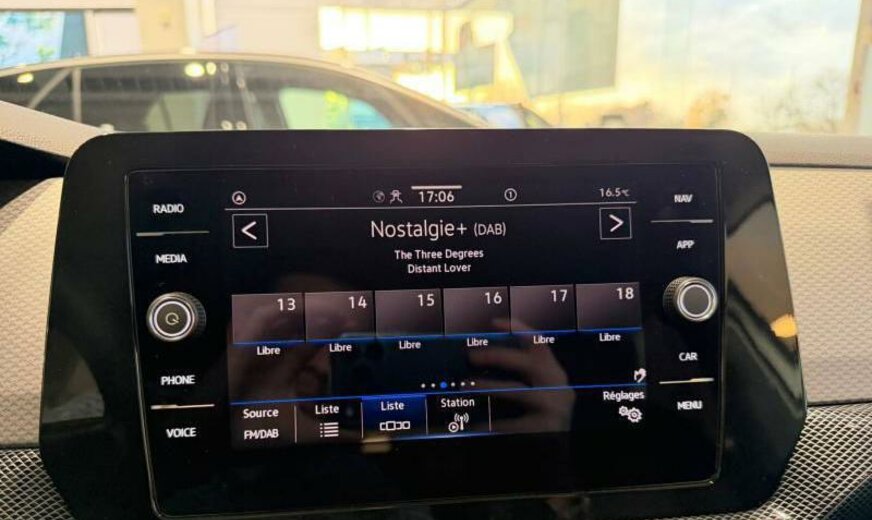 RADIO
MEDIA
PHONE
VOICE
17:06
1
16.5°C
<
Nostalgie+ (DAB)
>
The Three Degrees
Distant Lover
13 14 15 16 17 18
Libre Libre Libre Libre Libre Libre
Source
FM/DAB
Liste
Liste
Station
Réglages
NAV
APP
CAR
MENU